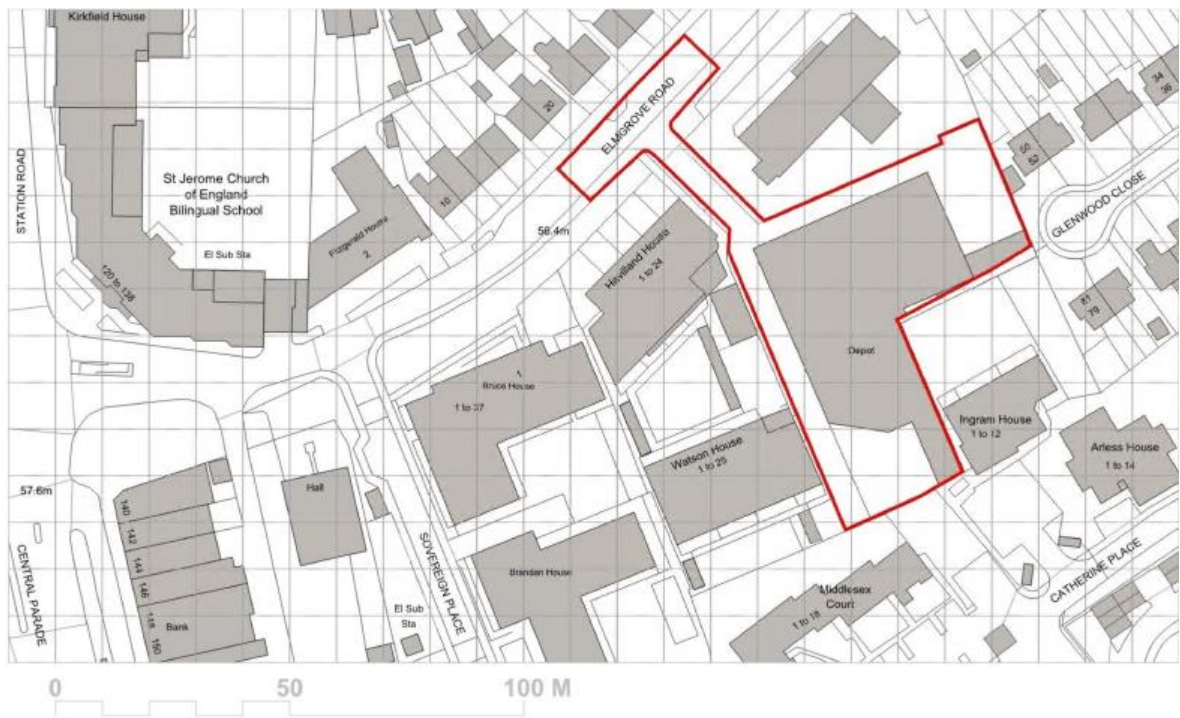 Kirkfield House
STATION ROAD
St Jerome Church
of England
Bilingual School
El Sub Sta
120 to 138
Fitzgerald House
2
10
20
ELMGROVE ROAD
58.4m
Havilland House
1 to 24
50
52
34
36
GLENWOOD CLOSE
81
79
Depot
1
Bruce House
1 to 37
Watson House
1 to 25
Ingram House
1 to 12
Arless House
1 to 14
57.6m
Hall
140
142
144
146
148
150
Bank
CENTRAL PARADE
SOVEREIGN PLACE
El Sub
Sta
Brandan House
Middlesex
Court
1 to 18
CATHERINE PLACE
0
50
100 M